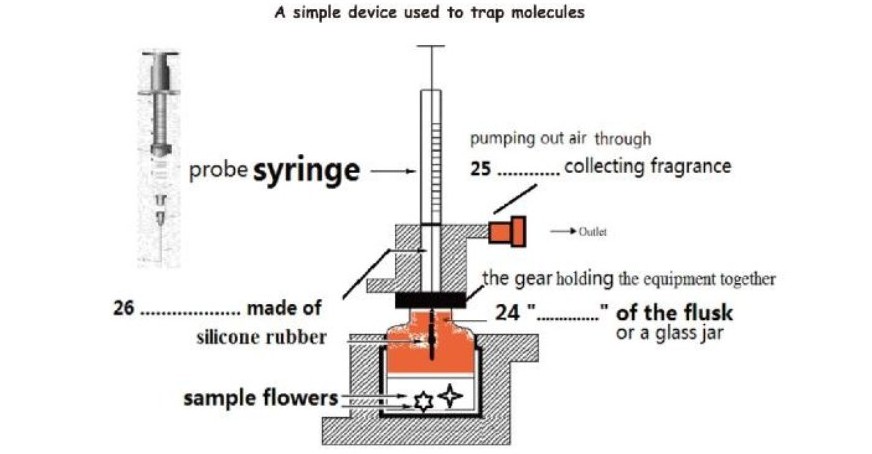 A simple device used to trap molecules
pumping out air through
25 ............ collecting fragrance
probe syringe
Outlet
the gear holding the equipment together
24 ".............." of the flusk
or a glass jar
26 .................... made of
silicone rubber
sample flowers